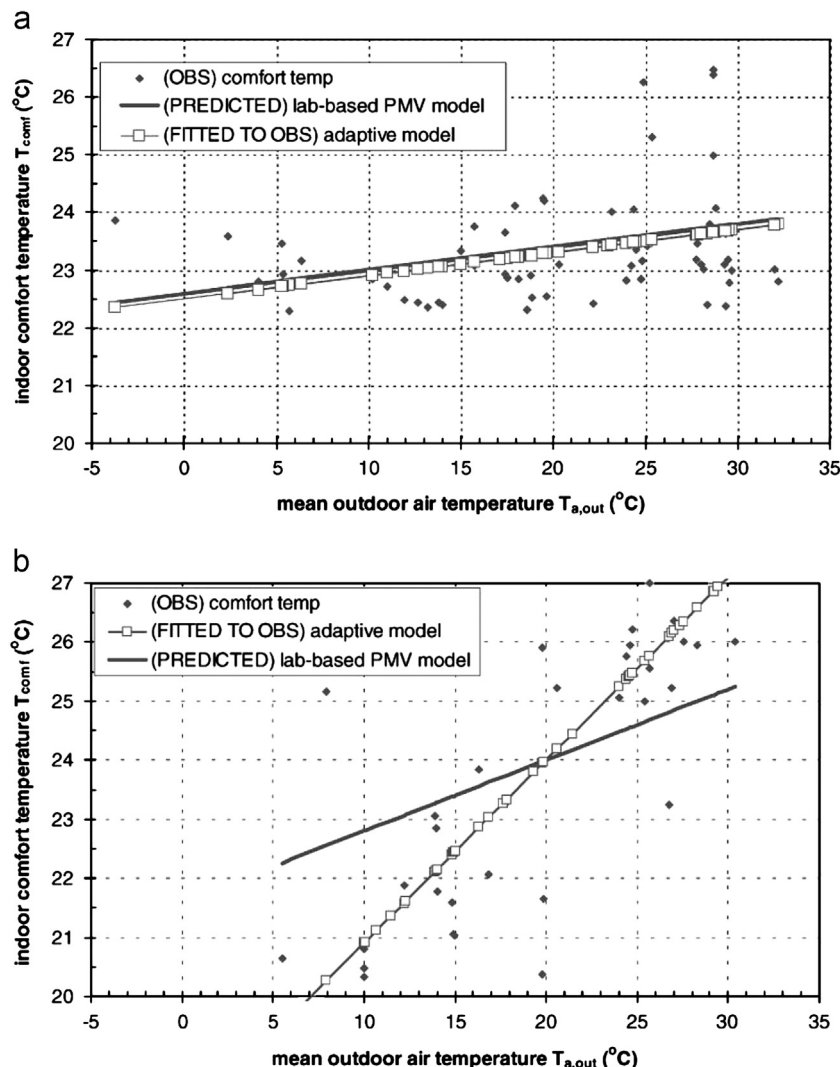 a
27
26
25
24
23
22
21
20
indoor comfort temperature T_comf (°C)
(OBS) comfort temp
(PREDICTED) lab-based PMV model
(FITTED TO OBS) adaptive model
-5 0 5 10 15 20 25 30 35
mean outdoor air temperature T_a,out (°C)
b
27
26
25
24
23
22
21
20
indoor comfort temperature T_comf (°C)
(OBS) comfort temp
(FITTED TO OBS) adaptive model
(PREDICTED) lab-based PMV model
-5 0 5 10 15 20 25 30 35
mean outdoor air temperature T_a,out (°C)